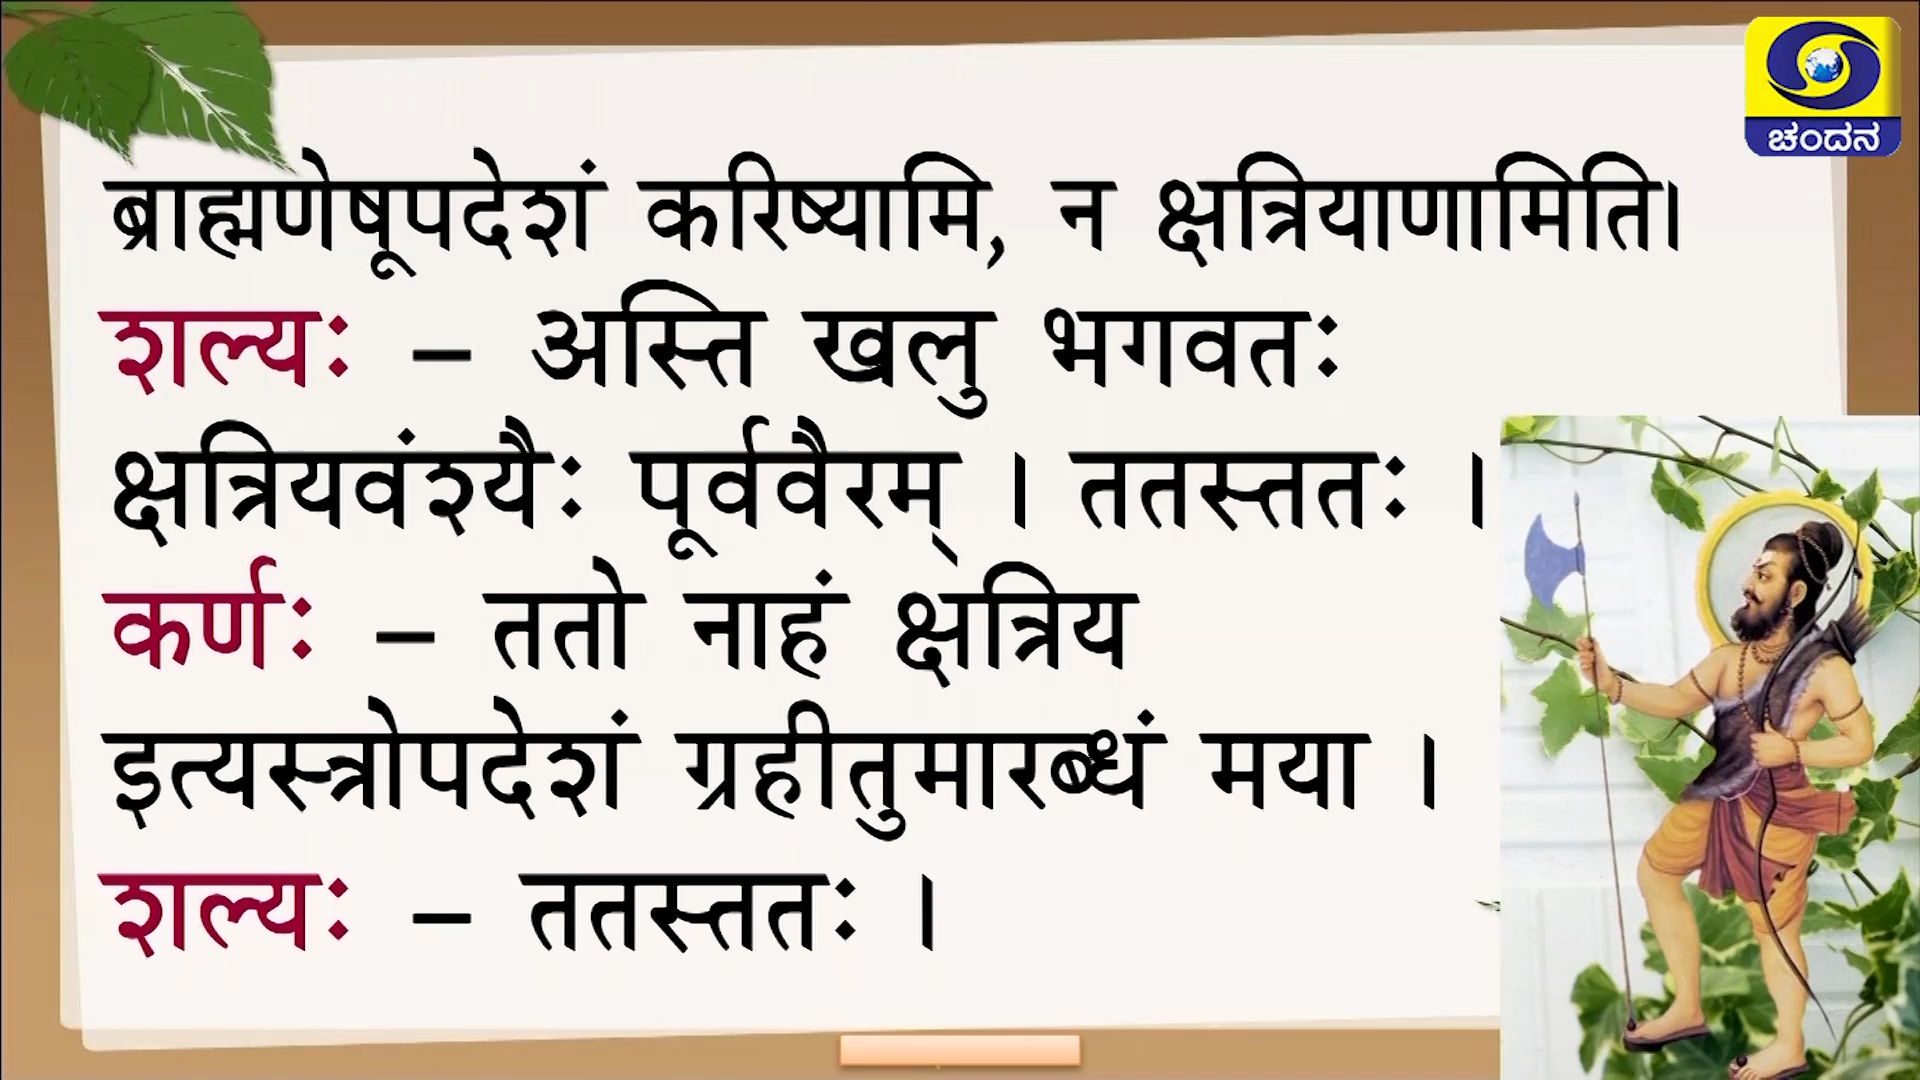 ಚಂದನ
ब्राह्मणेषूपदेशं करिष्यामि, न क्षत्रियाणामिति।
शल्यः – अस्ति खलु भगवतः
क्षत्रियवंश्यैः पूर्ववैरम् । ततस्ततः ।
कर्णः – ततो नाहं क्षत्रिय
इत्यस्त्रोपदेशं ग्रहीतुमारब्धं मया ।
शल्यः – ततस्ततः ।